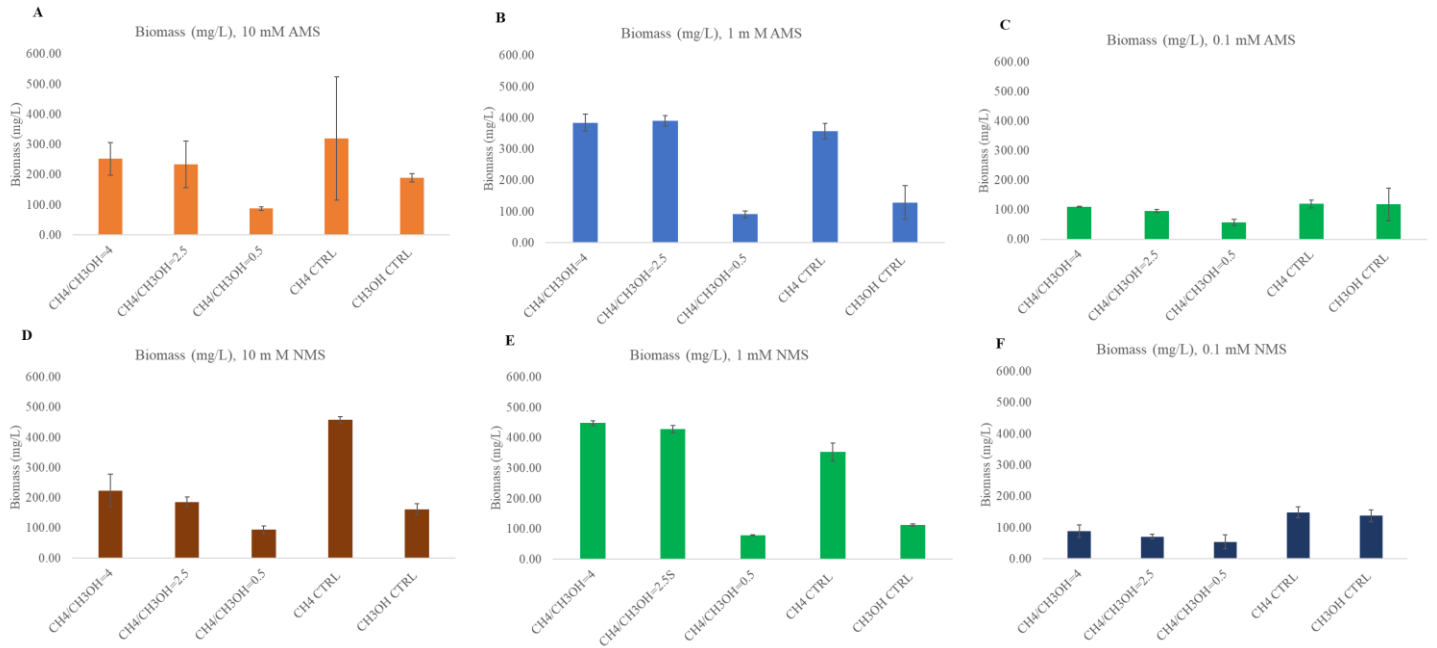 A
Biomass (mg/L), 10 mM AMS
Biomass (mg/L)
600.00
500.00
400.00
300.00
200.00
100.00
0.00
CH4/CH3OH=4
CH4/CH3OH=2.5
CH4/CH3OH=0.5
CH4 CTRL
CH3OH CTRL
B
Biomass (mg/L), 1 m M AMS
Biomass (mg/L)
600.00
500.00
400.00
300.00
200.00
100.00
0.00
CH4/CH3OH=4
CH4/CH3OH=2.5
CH4/CH3OH=0.5
CH4 CTRL
CH3OH CTRL
C
Biomass (mg/L), 0.1 mM AMS
Biomass (mg/L)
600.00
500.00
400.00
300.00
200.00
100.00
0.00
CH4/CH3OH=4
CH4/CH3OH=2.5
CH4/CH3OH=0.5
CH4 CTRL
CH3OH CTRL
D
Biomass (mg/L), 10 m M NMS
Biomass (mg/L)
600.00
500.00
400.00
300.00
200.00
100.00
0.00
CH4/CH3OH=4
CH4/CH3OH=2.5
CH4/CH3OH=0.5
CH4 CTRL
CH3OH CTRL
E
Biomass (mg/L), 1 mM NMS
Biomass (mg/L)
600.00
500.00
400.00
300.00
200.00
100.00
0.00
CH4/CH3OH=4
CH4/CH3OH=2.5S
CH4/CH3OH=0.5
CH4 CTRL
CH3OH CTRL
F
Biomass (mg/L), 0.1 mM NMS
Biomass (mg/L)
600.00
500.00
400.00
300.00
200.00
100.00
0.00
CH4/CH3OH=4
CH4/CH3OH=2.5
CH4/CH3OH=0.5
CH4 CTRL
CH3OH CTRL